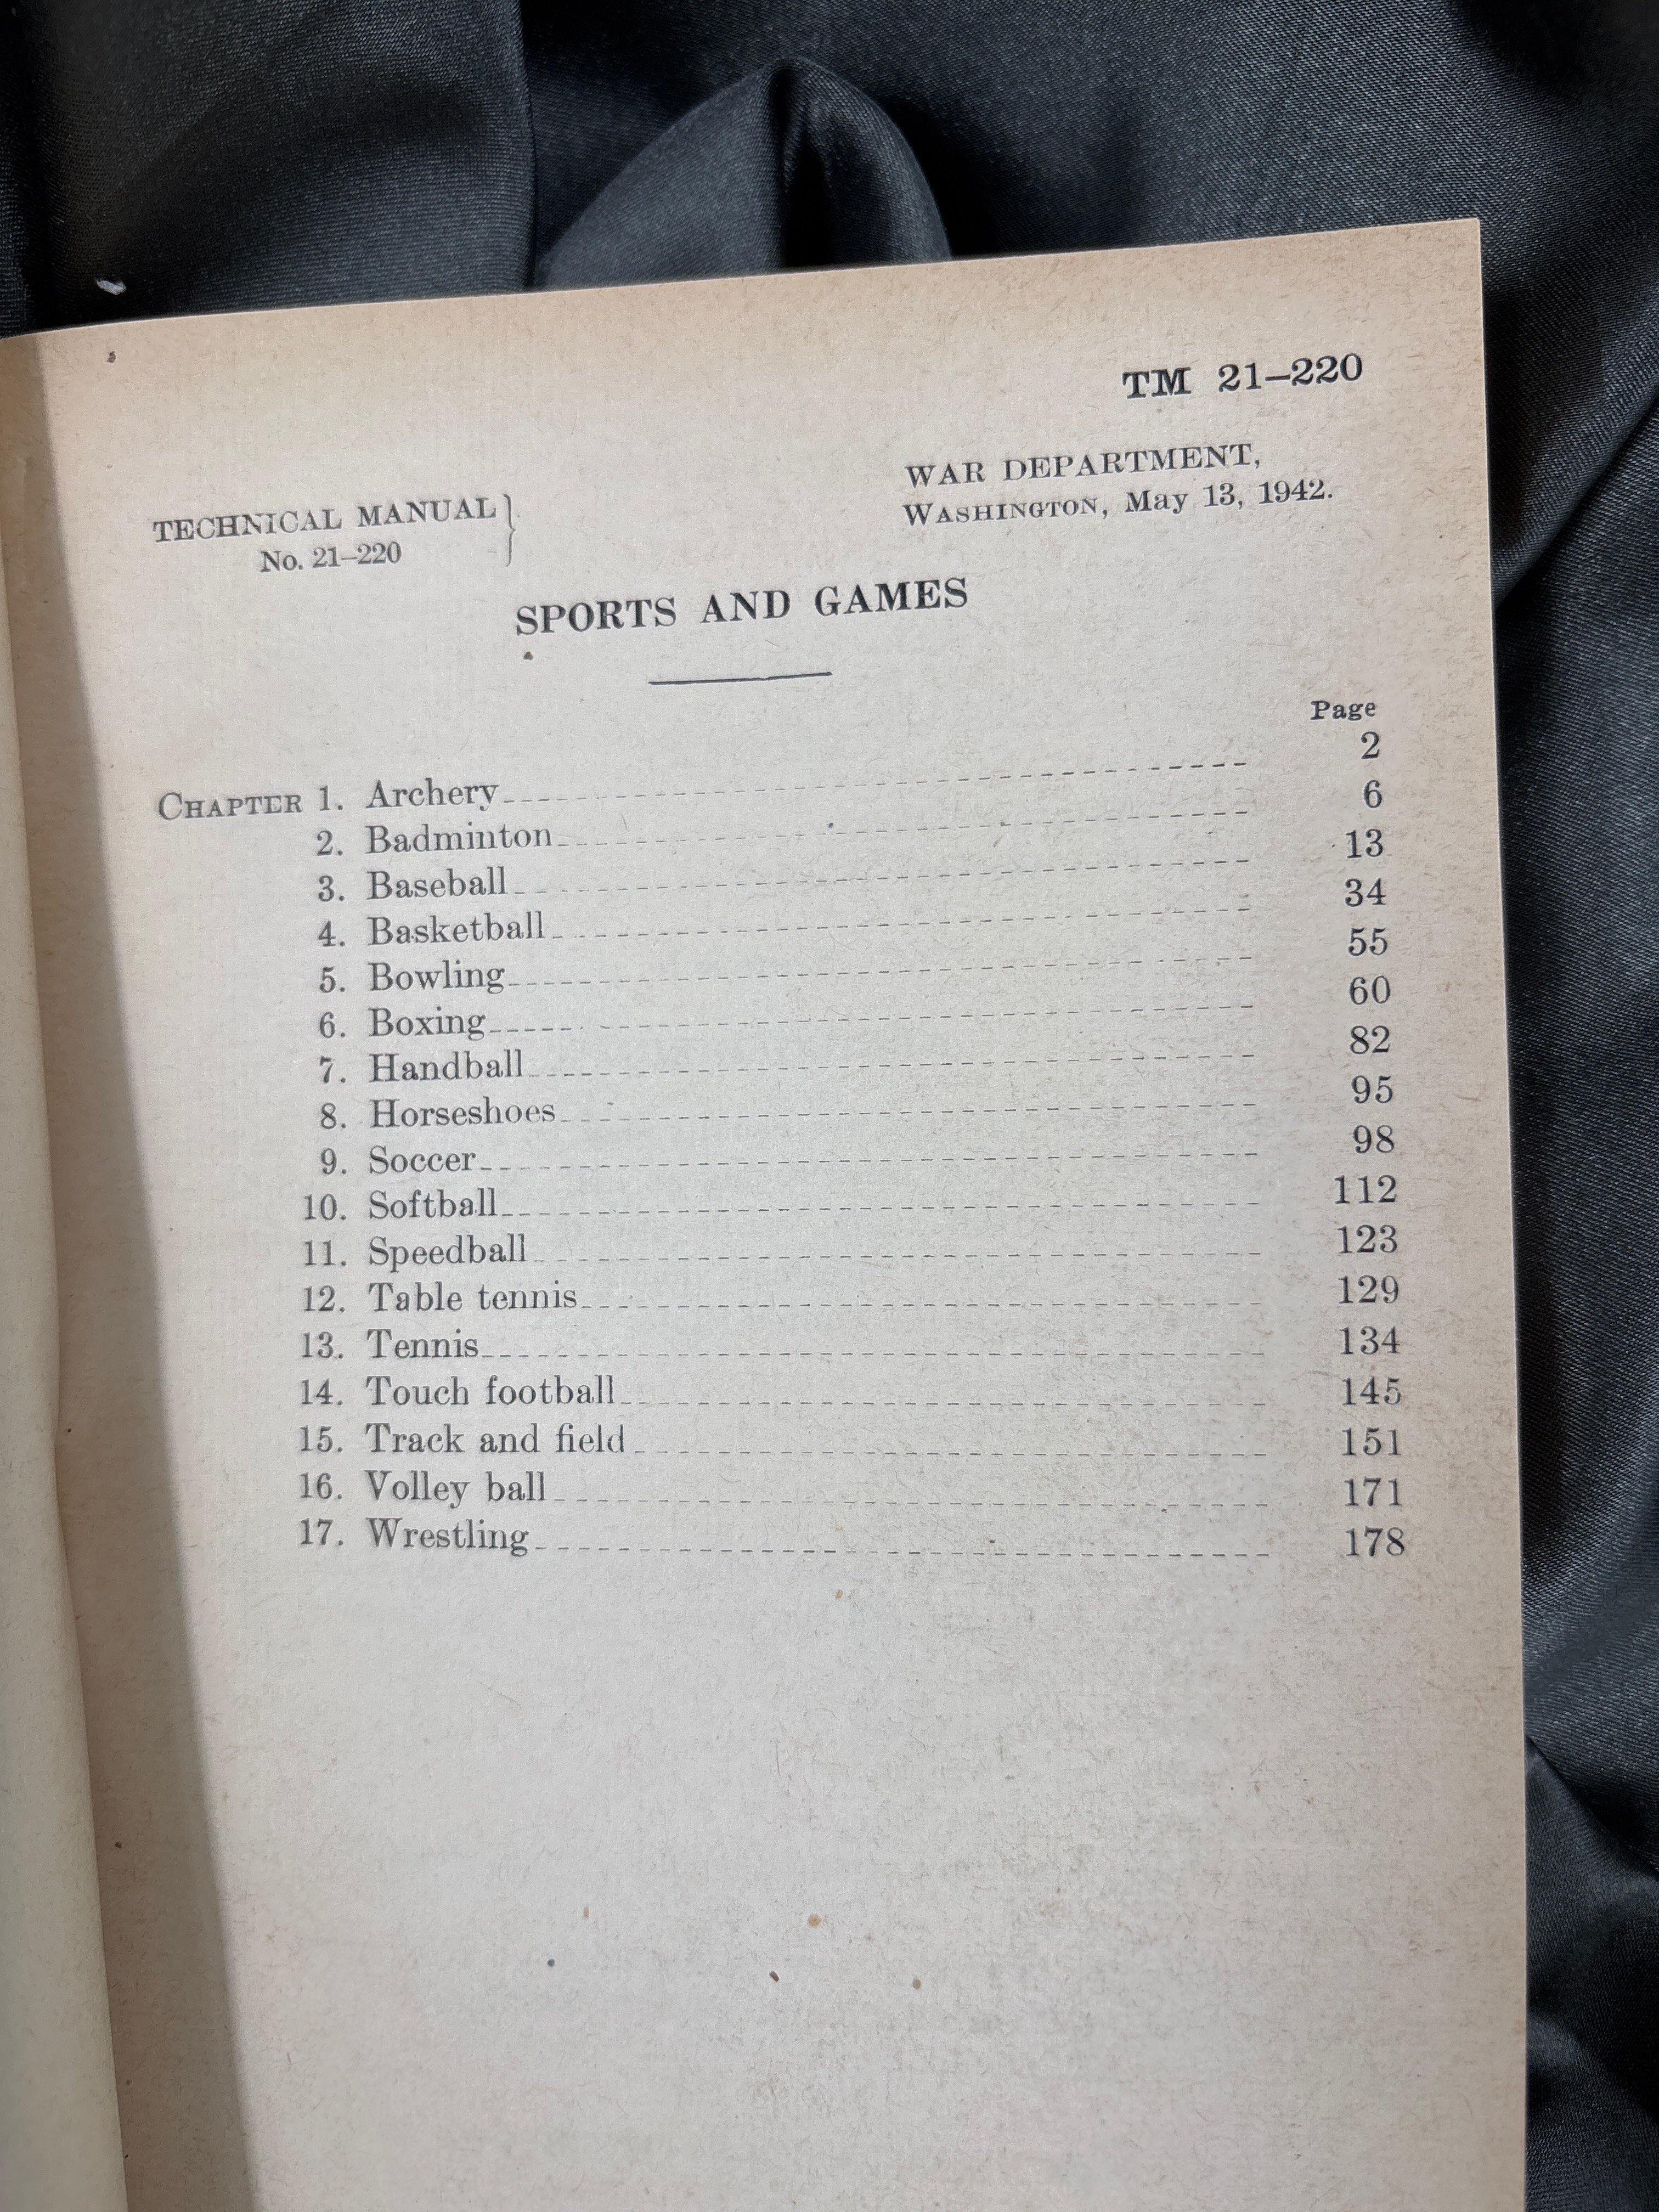 TM 21–220
WAR DEPARTMENT,
WASHINGTON, May 13, 1942.
TECHNICAL MANUAL
No. 21–220
SPORTS AND GAMES
Page
CHAPTER 1. Archery 2
2. Badminton 6
3. Baseball 13
4. Basketball 34
5. Bowling 55
6. Boxing 60
7. Handball 82
8. Horseshoes 95
9. Soccer 98
10. Softball 112
11. Speedball 123
12. Table tennis 129
13. Tennis 134
14. Touch football 145
15. Track and field 151
16. Volley ball 171
17. Wrestling 178